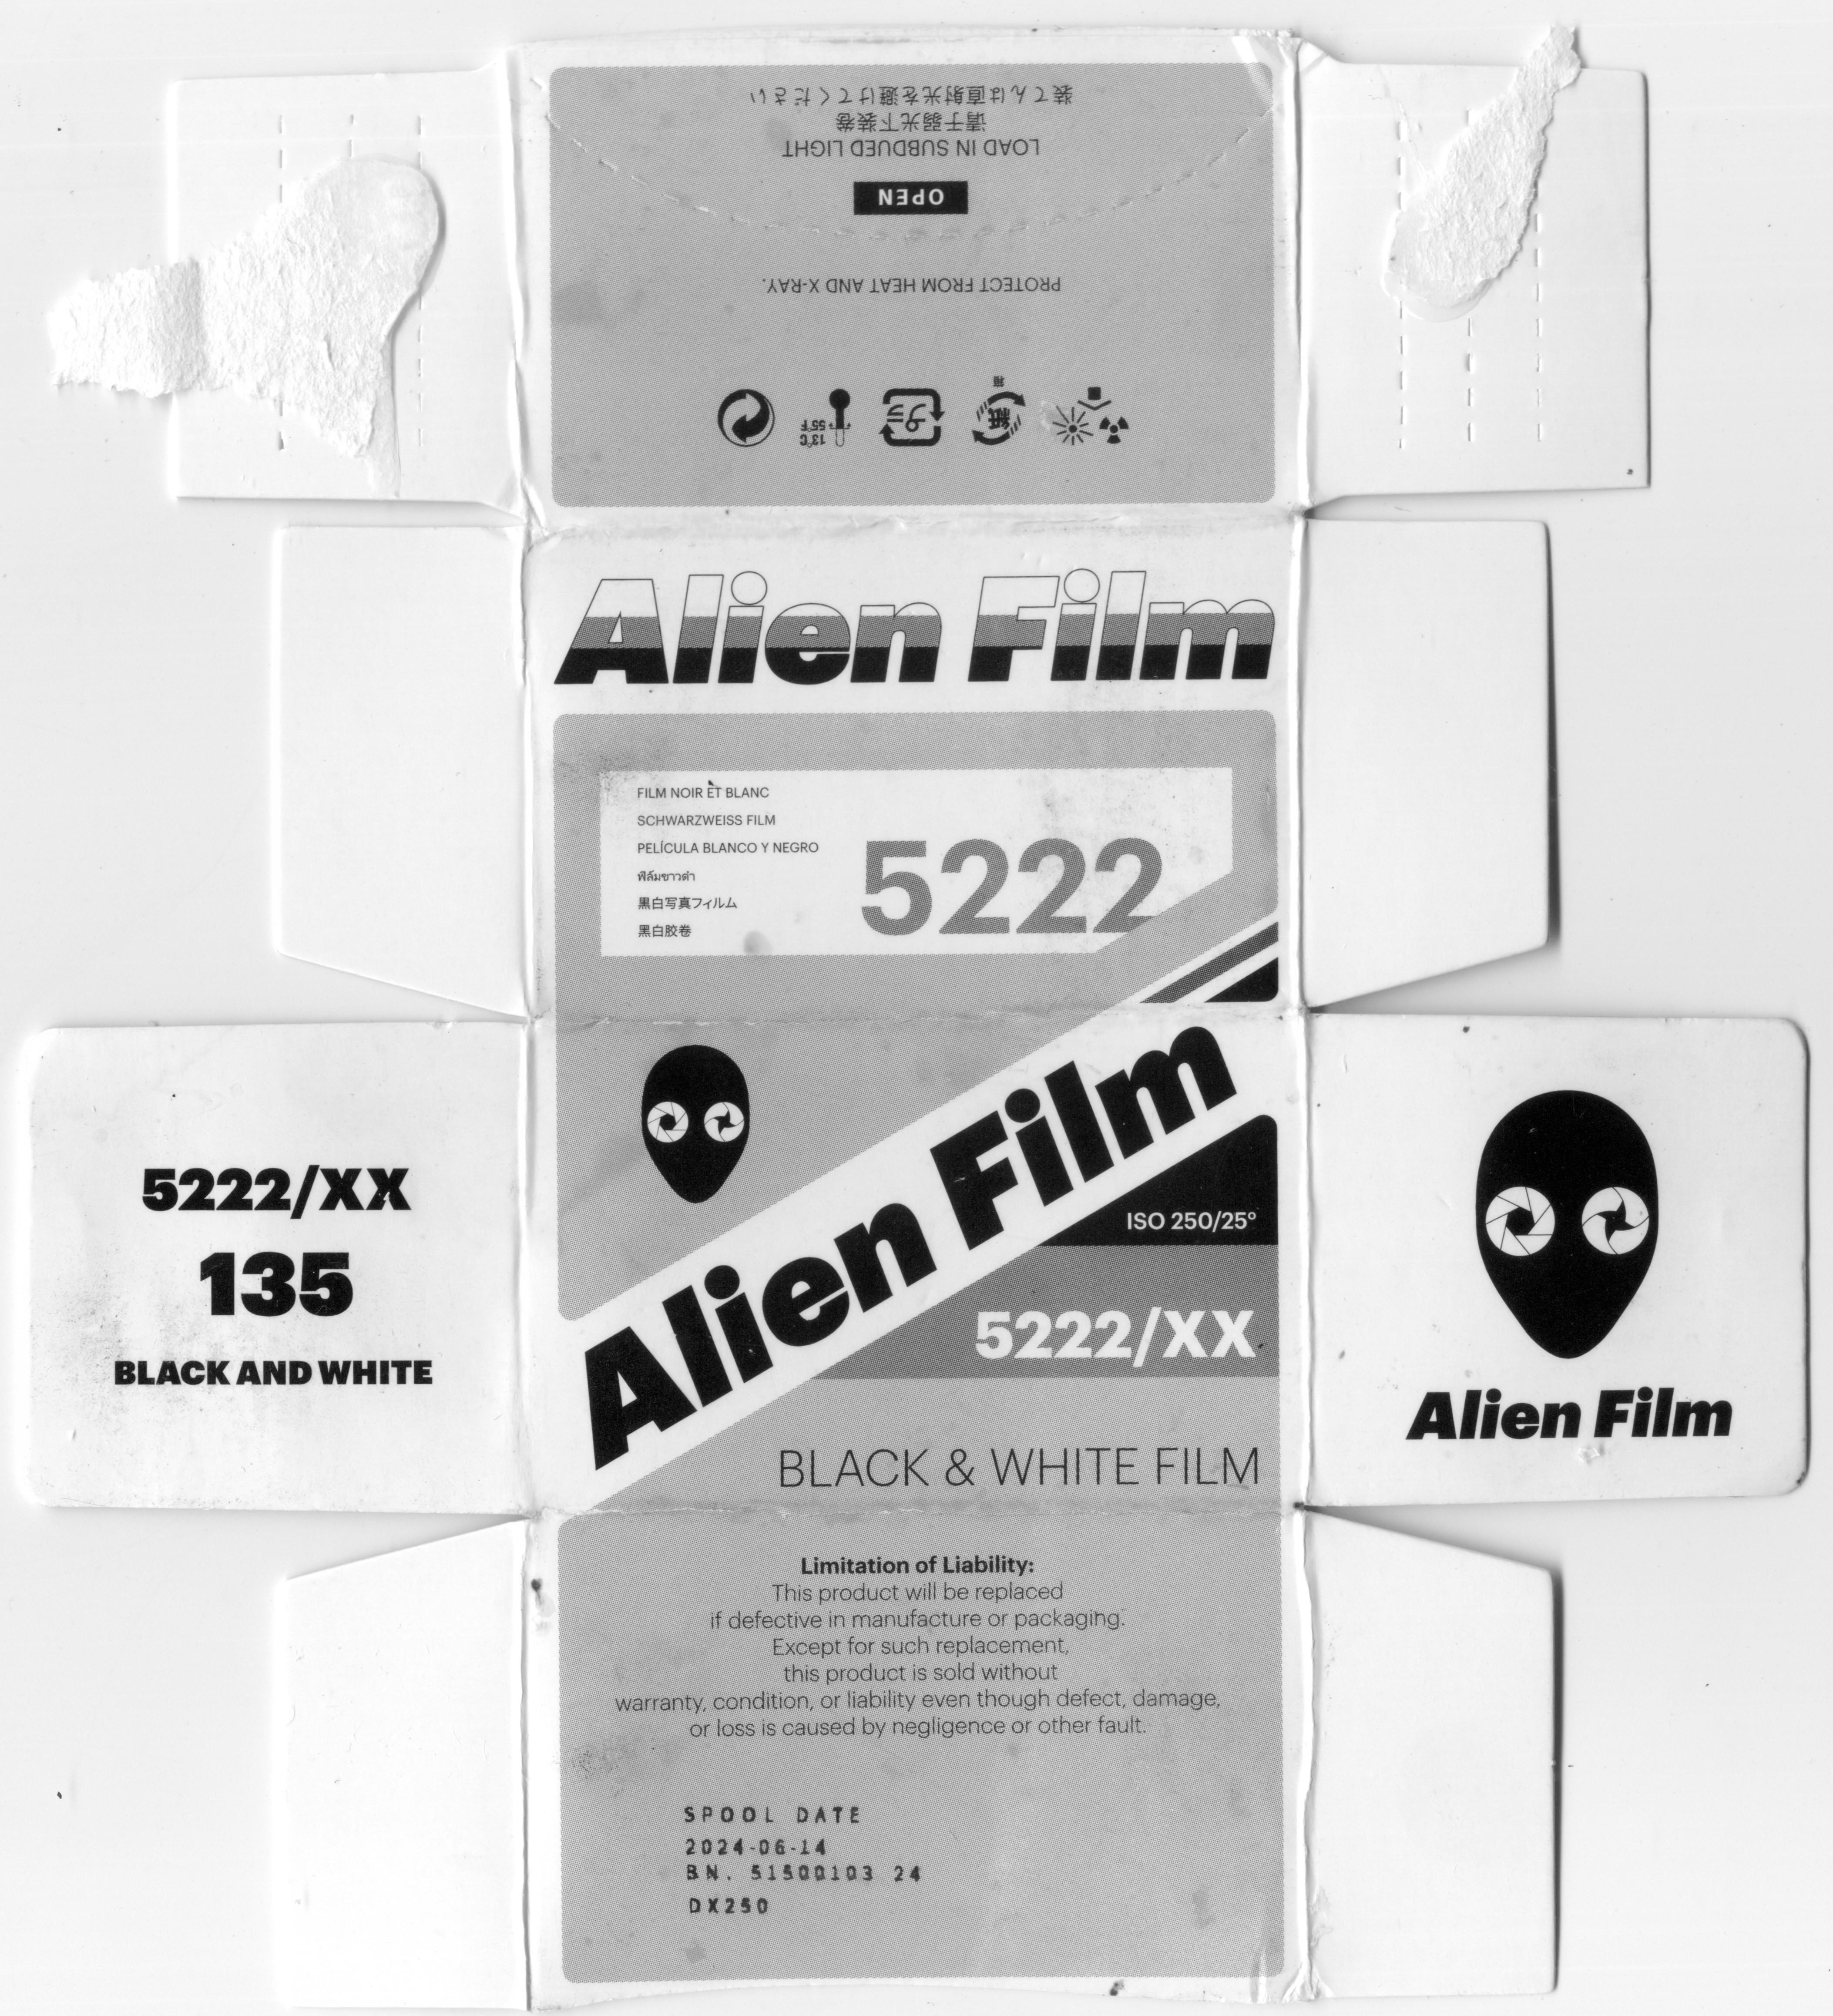 装てんは直射光を避けてください
请于弱光下装卷
LOAD IN SUBDUED LIGHT
OPEN
PROTECT FROM HEAT AND X-RAY.
13°C
55°F
プラ
紙
箱
Alien Film
FILM NOIR ET BLANC
SCHWARZWEISS FILM
PELÍCULA BLANCO Y NEGRO
ฟิล์มขาวดำ
黒白写真フィルム
黑白胶卷
5222
Alien Film
ISO 250/25°
5222/XX
BLACK & WHITE FILM
5222/XX
135
BLACK AND WHITE
Alien Film
Limitation of Liability:
This product will be replaced
if defective in manufacture or packaging.
Except for such replacement,
this product is sold without
warranty, condition, or liability even though defect, damage,
or loss is caused by negligence or other fault.
SPOOL DATE
2024-06-14
BN. 51500103 24
DX250